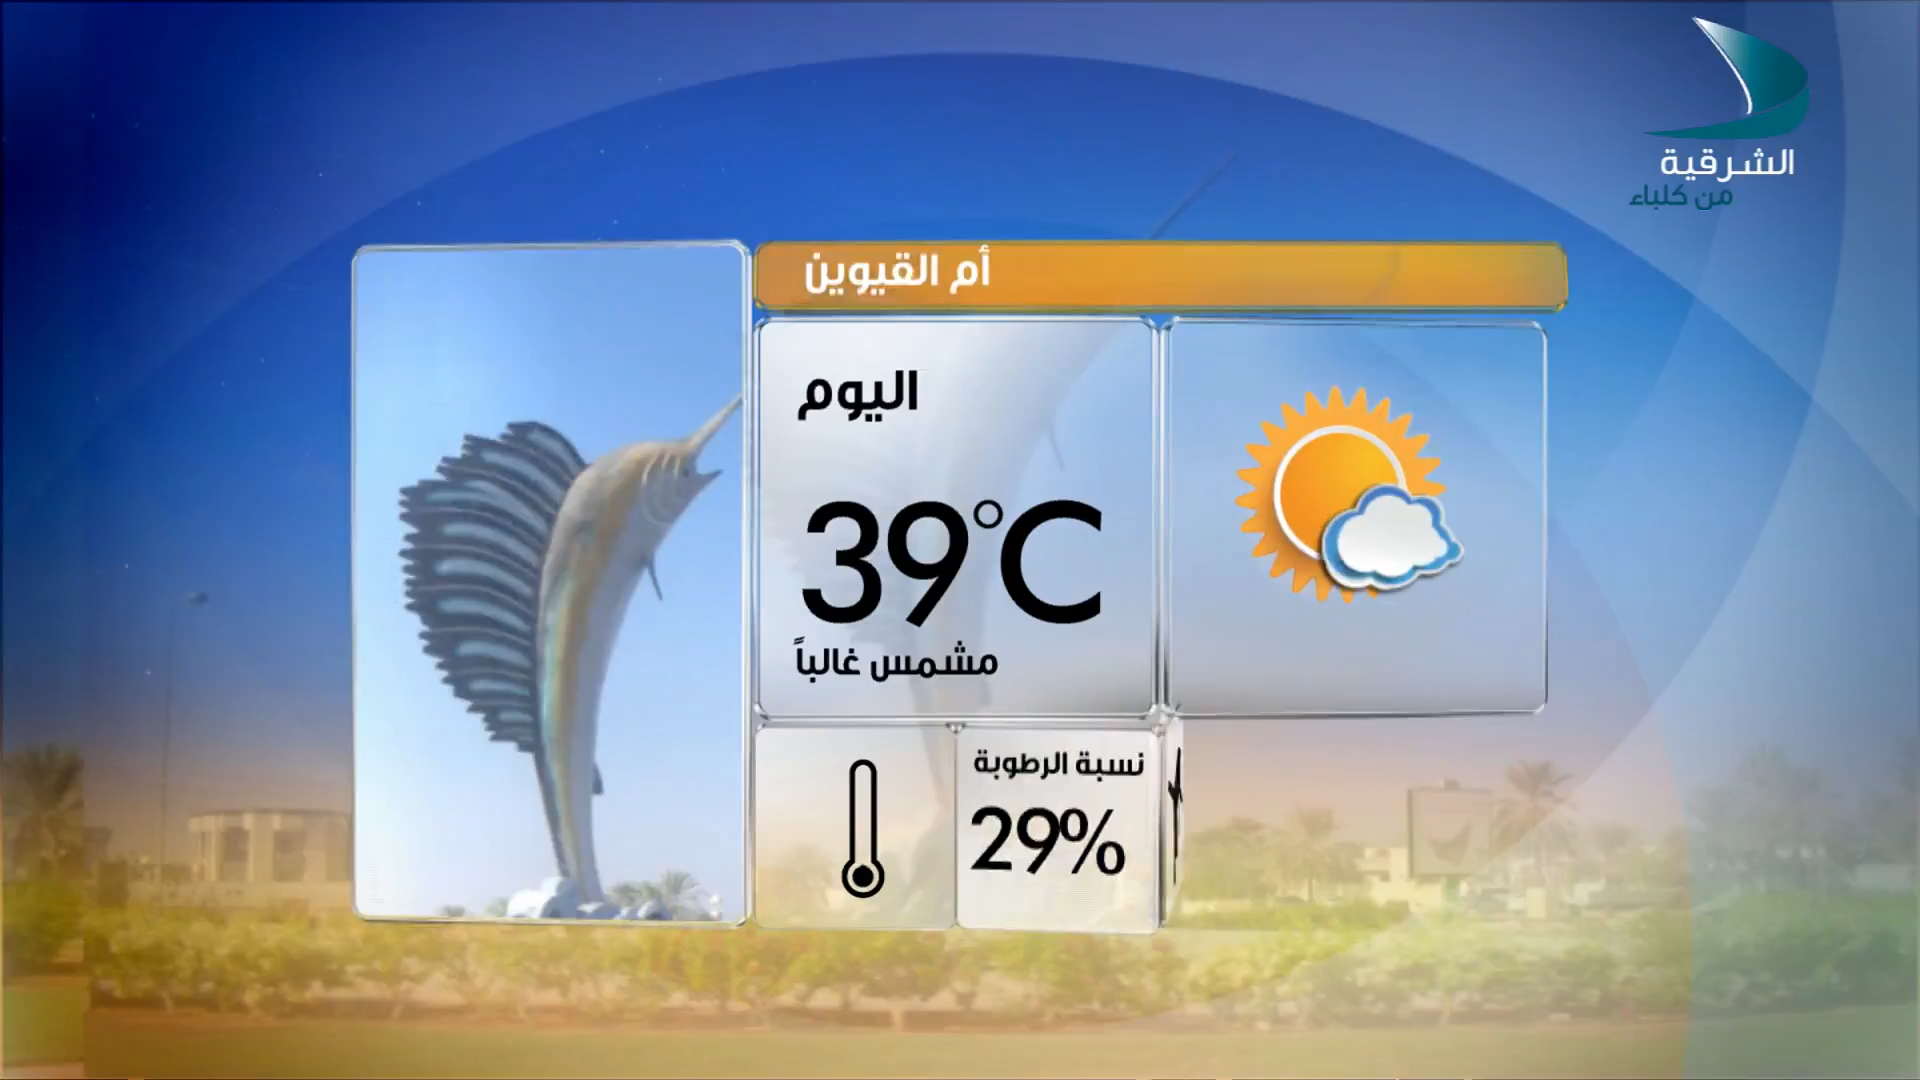 الشرقية
من كلباء
أم القيوين
اليوم
39°C
مشمس غالباً
نسبة الرطوبة
29%